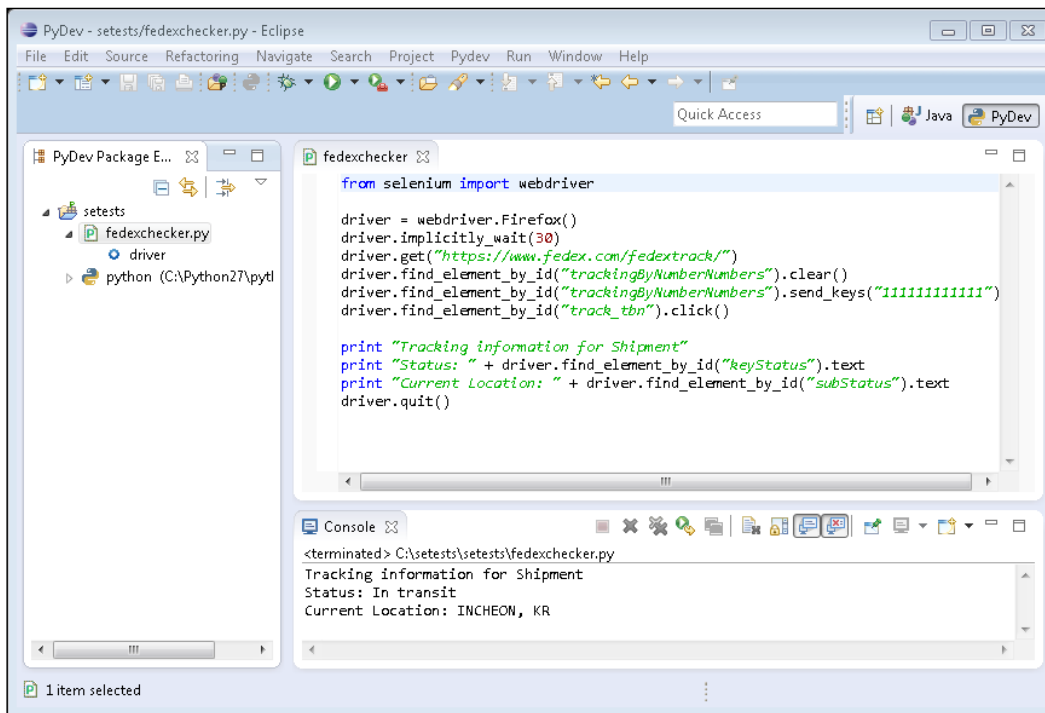 PyDev - setests/fedexchecker.py - Eclipse
File Edit Source Refactoring Navigate Search Project Pydev Run Window Help
Quick Access
Java
PyDev
PyDev Package E...
setests
fedexchecker.py
driver
python (C:\Python27\pytl
fedexchecker
from selenium import webdriver
driver = webdriver.Firefox()
driver.implicitly_wait(30)
driver.get("https://www.fedex.com/fedextrack/")
driver.find_element_by_id("trackingByNumberNumbers").clear()
driver.find_element_by_id("trackingByNumberNumbers").send_keys("111111111111")
driver.find_element_by_id("track_tbn").click()
print "Tracking information for Shipment"
print "Status: " + driver.find_element_by_id("keyStatus").text
print "Current Location: " + driver.find_element_by_id("subStatus").text
driver.quit()
Console
<terminated> C:\setests\setests\fedexchecker.py
Tracking information for Shipment
Status: In transit
Current Location: INCHEON, KR
1 item selected